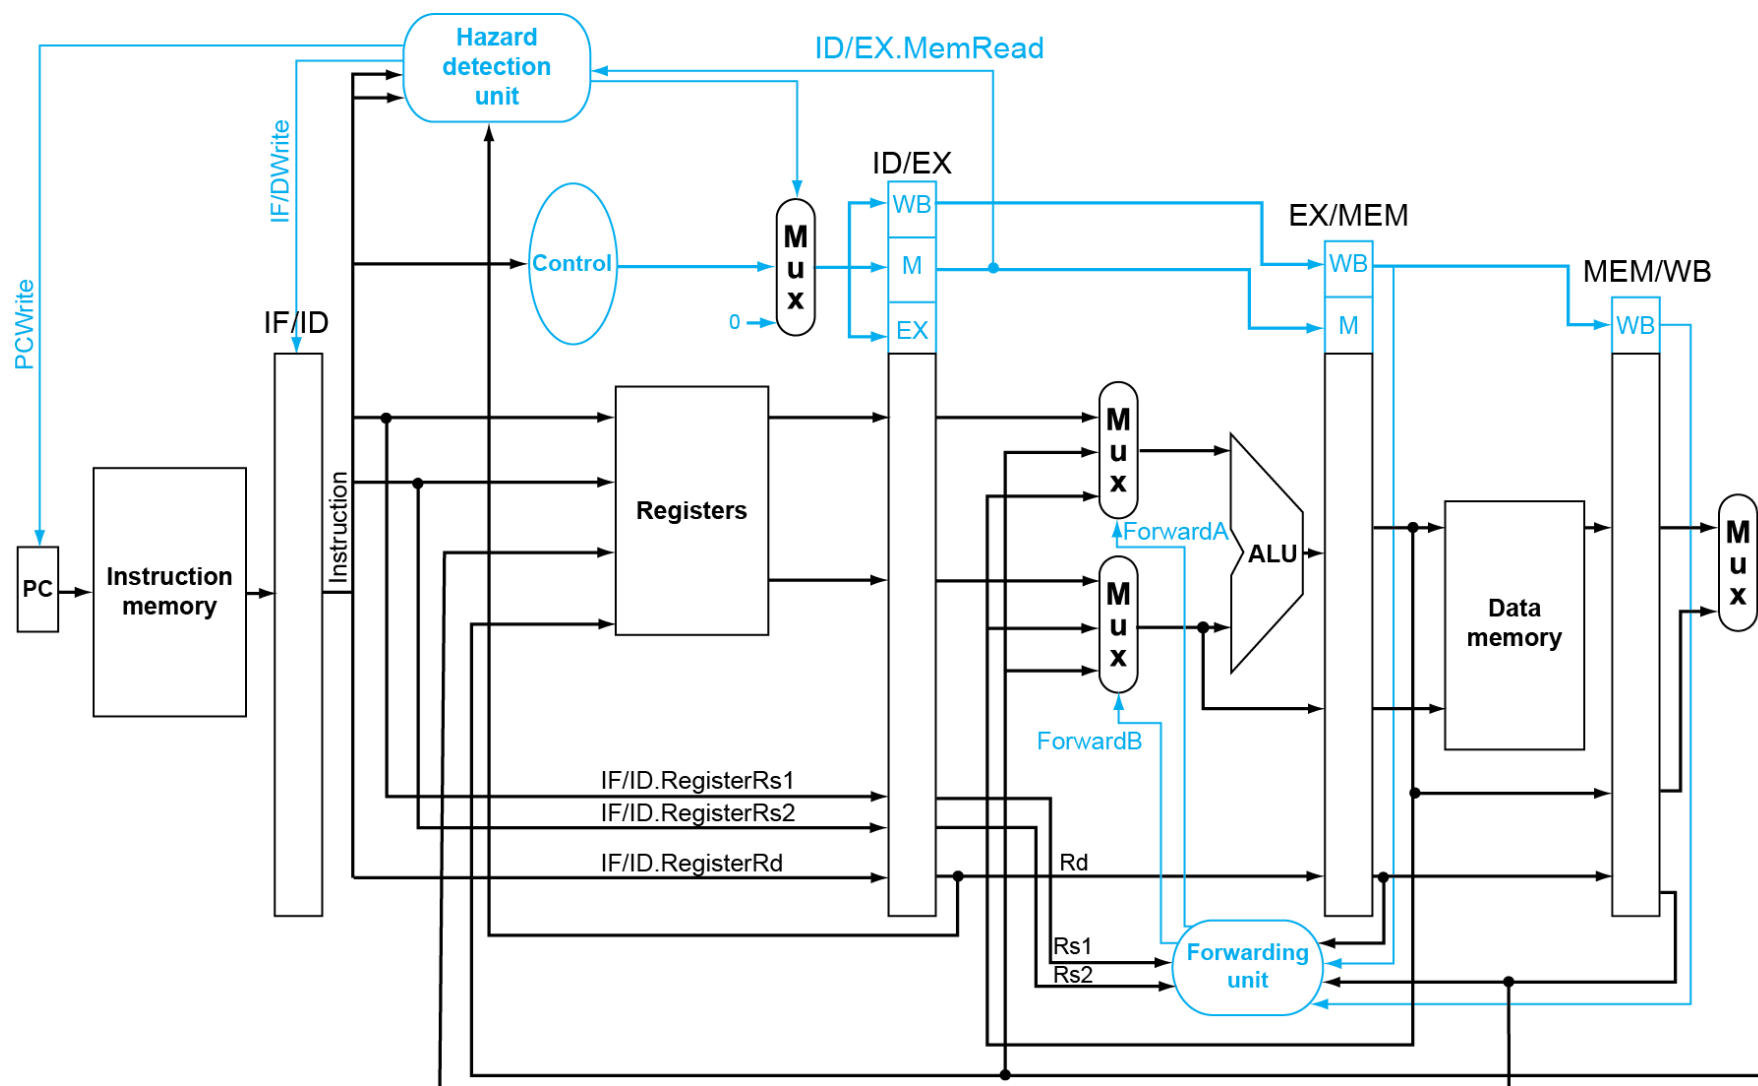 Hazard
detection
unit
ID/EX.MemRead
IF/DWrite
PCWrite
ID/EX
EX/MEM
MEM/WB
IF/ID
Control
M
u
x
0
WB
M
EX
WB
M
WB
Instruction
Registers
PC
Instruction
memory
M
u
x
ForwardA
M
u
x
ForwardB
ALU
Data
memory
M
u
x
IF/ID.RegisterRs1
IF/ID.RegisterRs2
IF/ID.RegisterRd
Rd
Rs1
Rs2
Forwarding
unit